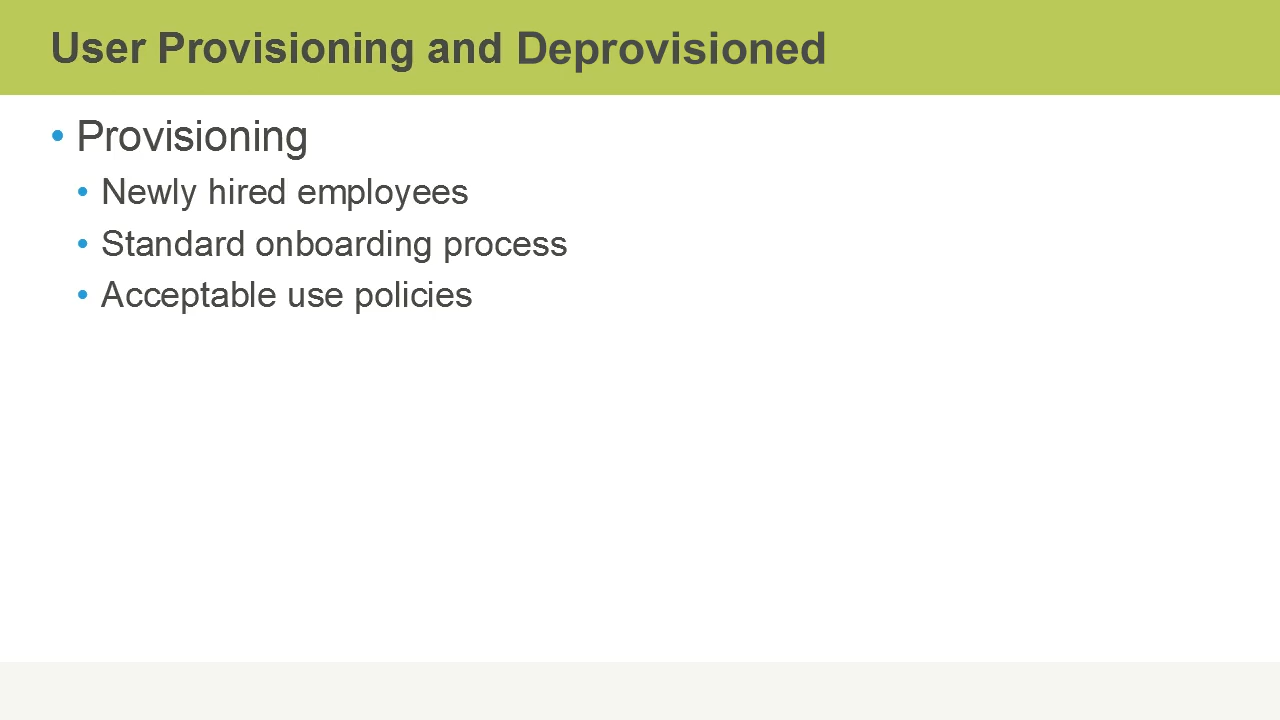 User Provisioning and Deprovisioned
• Provisioning
• Newly hired employees
• Standard onboarding process
• Acceptable use policies